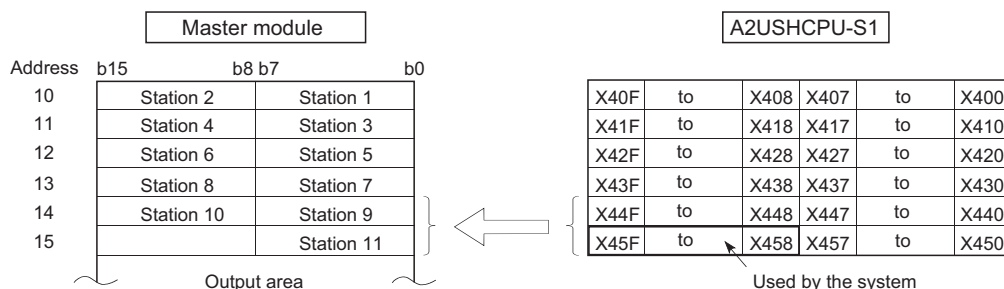 Master module A2USHCPU-S1
Address b15 b8 b7 b0
10 Station 2 Station 1 X40F to X408 X407 to X400
11 Station 4 Station 3 X41F to X418 X417 to X410
12 Station 6 Station 5 X42F to X428 X427 to X420
13 Station 8 Station 7 X43F to X438 X437 to X430
14 Station 10 Station 9 X44F to X448 X447 to X440
15 Station 11 X45F to X458 X457 to X450
Output area Used by the system